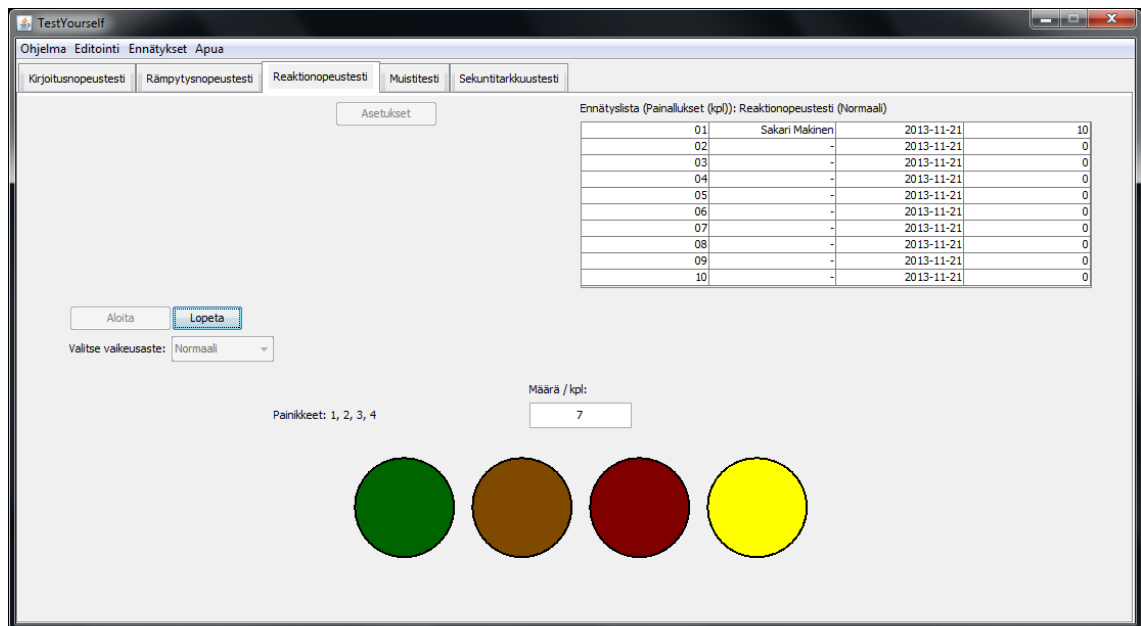 TestYourself
Ohjelma Editointi Ennätykset Apua
Kirjoitusnopeustesti Rämpytysnopeustesti Reaktionopeustesti Muistitesti Sekuntitarkkuustesti
Asetukset
Ennätyslista (Painallukset (kpl)): Reaktionopeustesti (Normaali)
01 Sakari Makinen 2013-11-21 10
02 - 2013-11-21 0
03 - 2013-11-21 0
04 - 2013-11-21 0
05 - 2013-11-21 0
06 - 2013-11-21 0
07 - 2013-11-21 0
08 - 2013-11-21 0
09 - 2013-11-21 0
10 - 2013-11-21 0
Aloita Lopeta
Valitse vaikeusaste: Normaali
Määrä / kpl:
Painikkeet: 1, 2, 3, 4
7